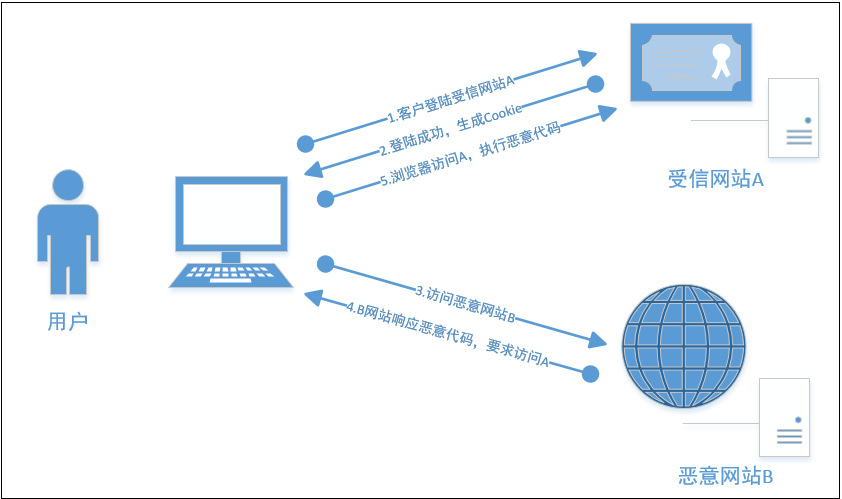 1.客户登陆受信网站A
2.登陆成功，生成Cookie
5.浏览器访问A，执行恶意代码
受信网站A
用户
3.访问恶意网站B
4.B网站响应恶意代码，要求访问A
恶意网站B